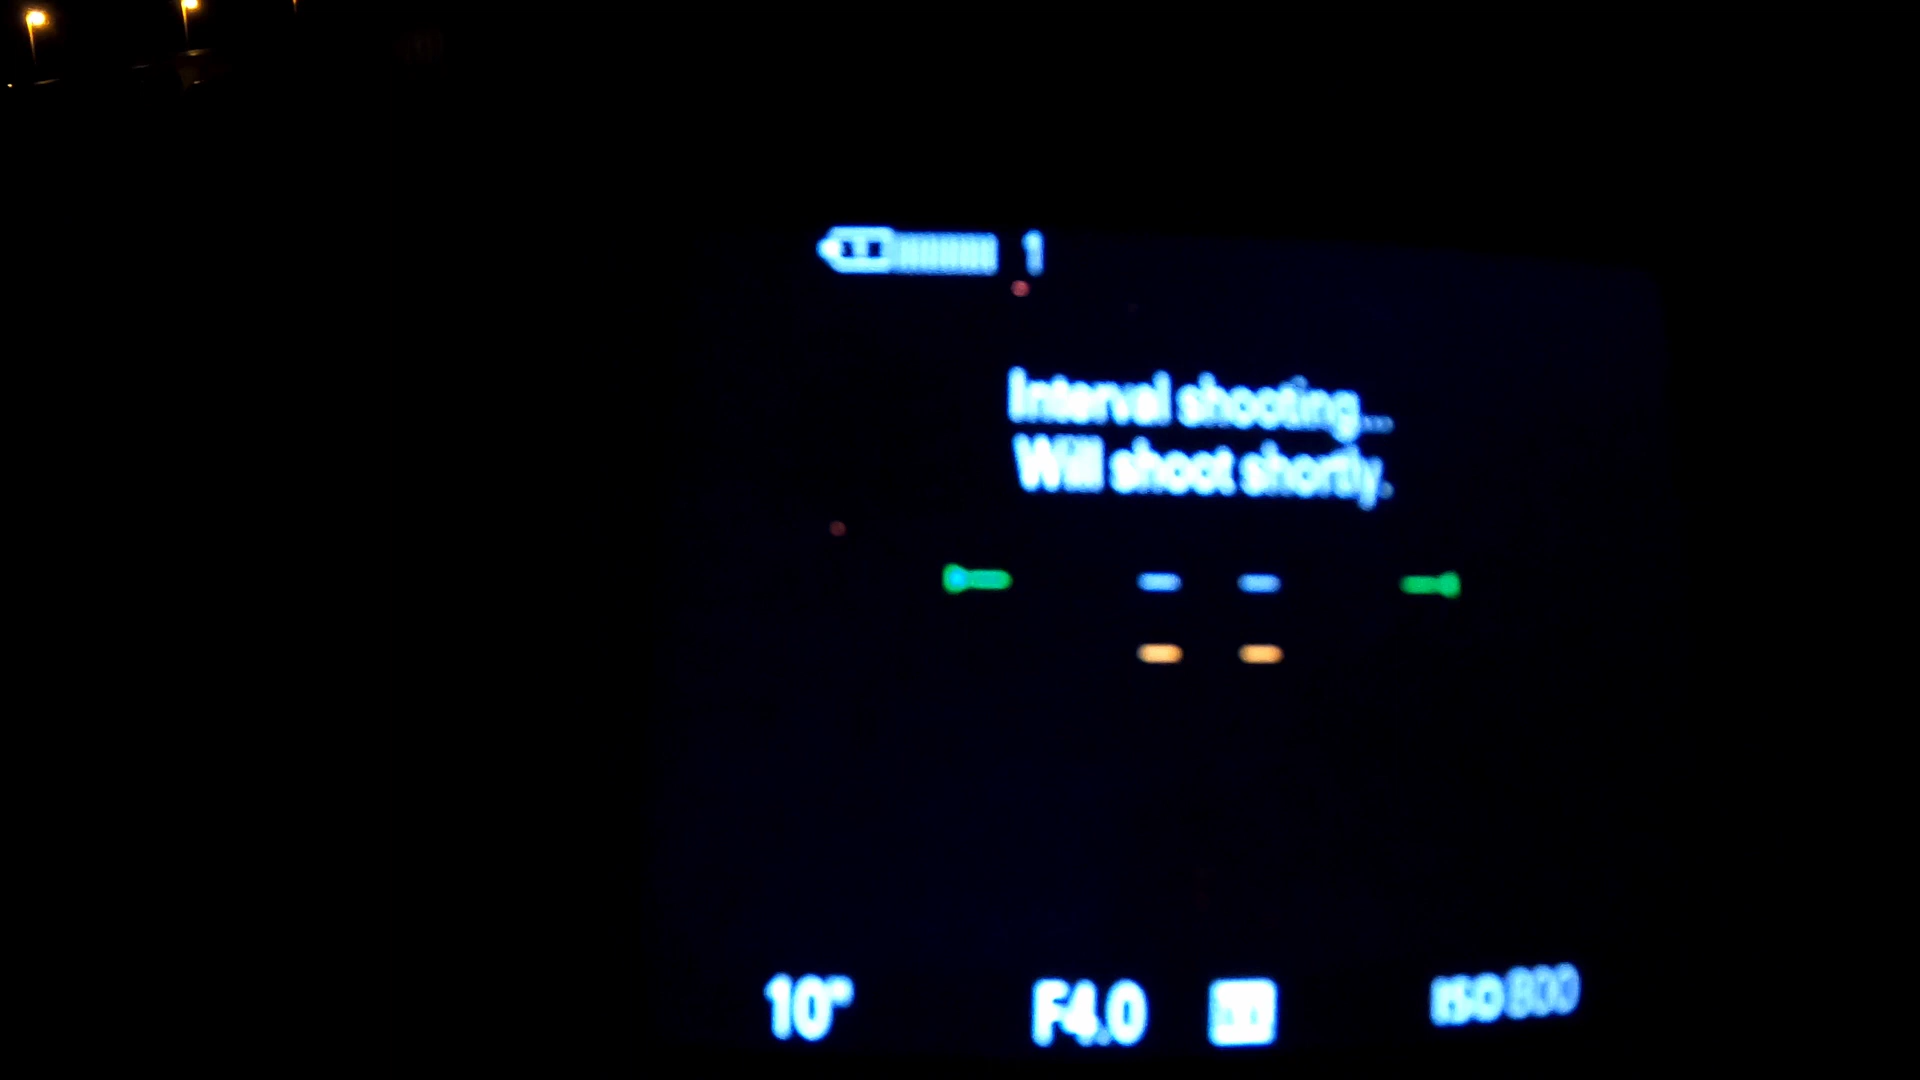 1
Interval shooting...
Will shoot shortly.
10"
F4.0
ISO 800